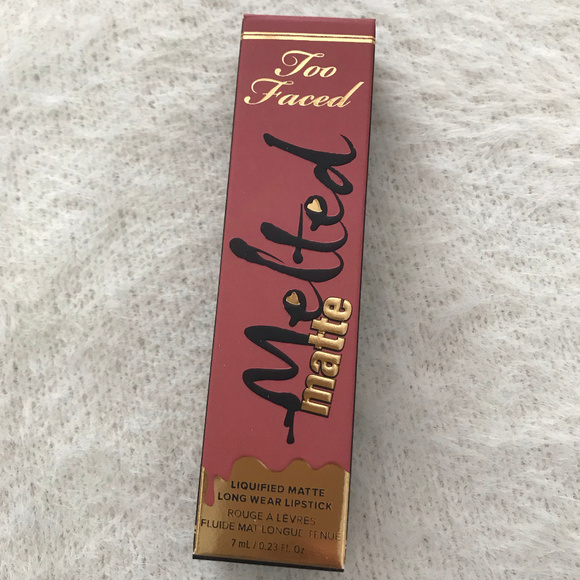 Too
Faced
Melted
matte
LIQUIFIED MATTE
LONG WEAR LIPSTICK
ROUGE À LÈVRES
FLUIDE MAT LONGUE TENUE
7 mL / 0.23 Fl. Oz